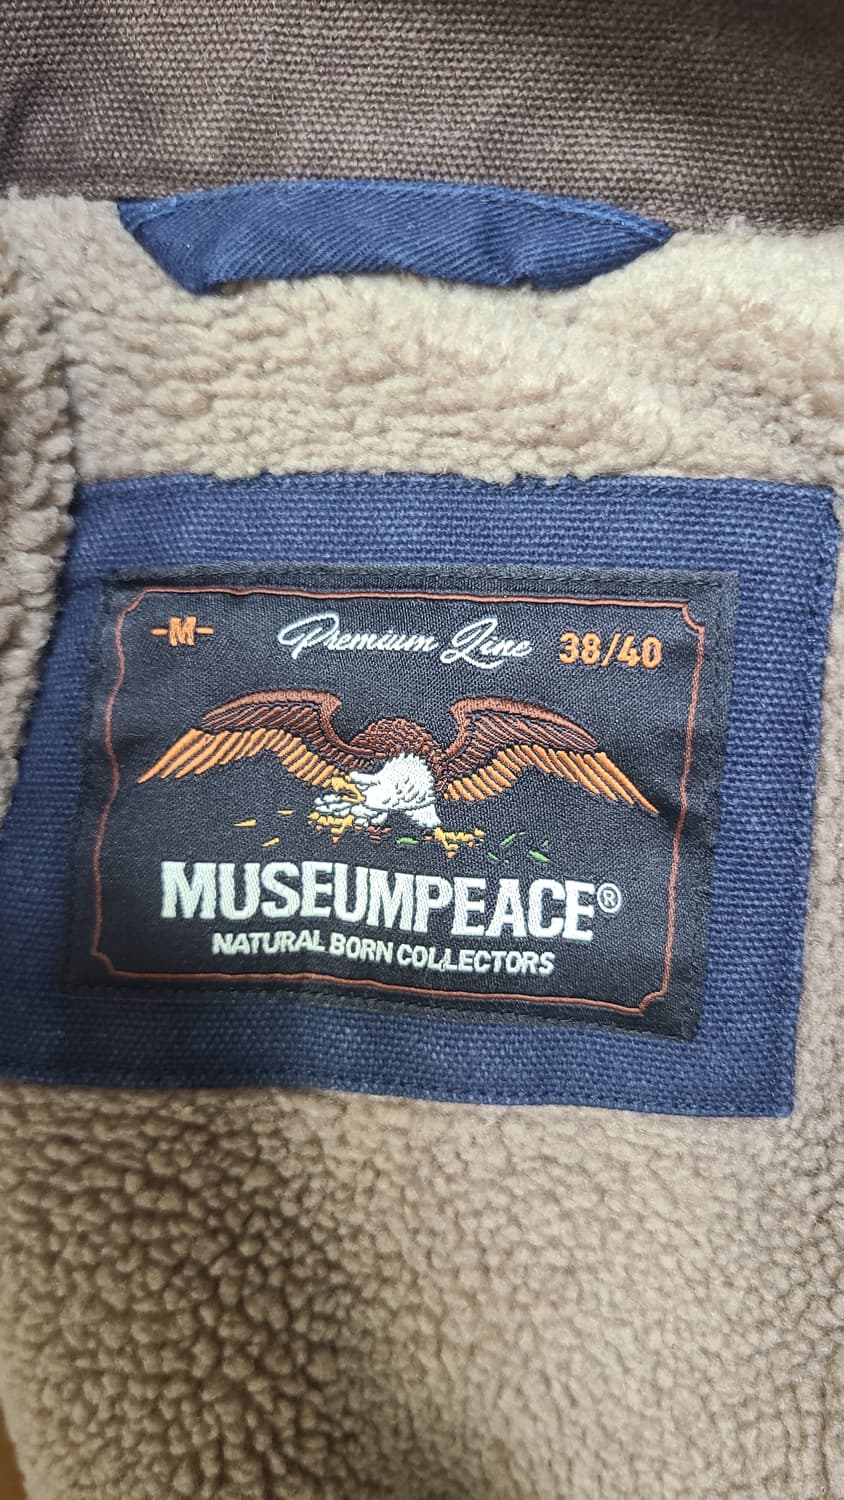 -M- Premium Line 38/40
MUSEUMPEACE®
NATURAL BORN COLLECTORS